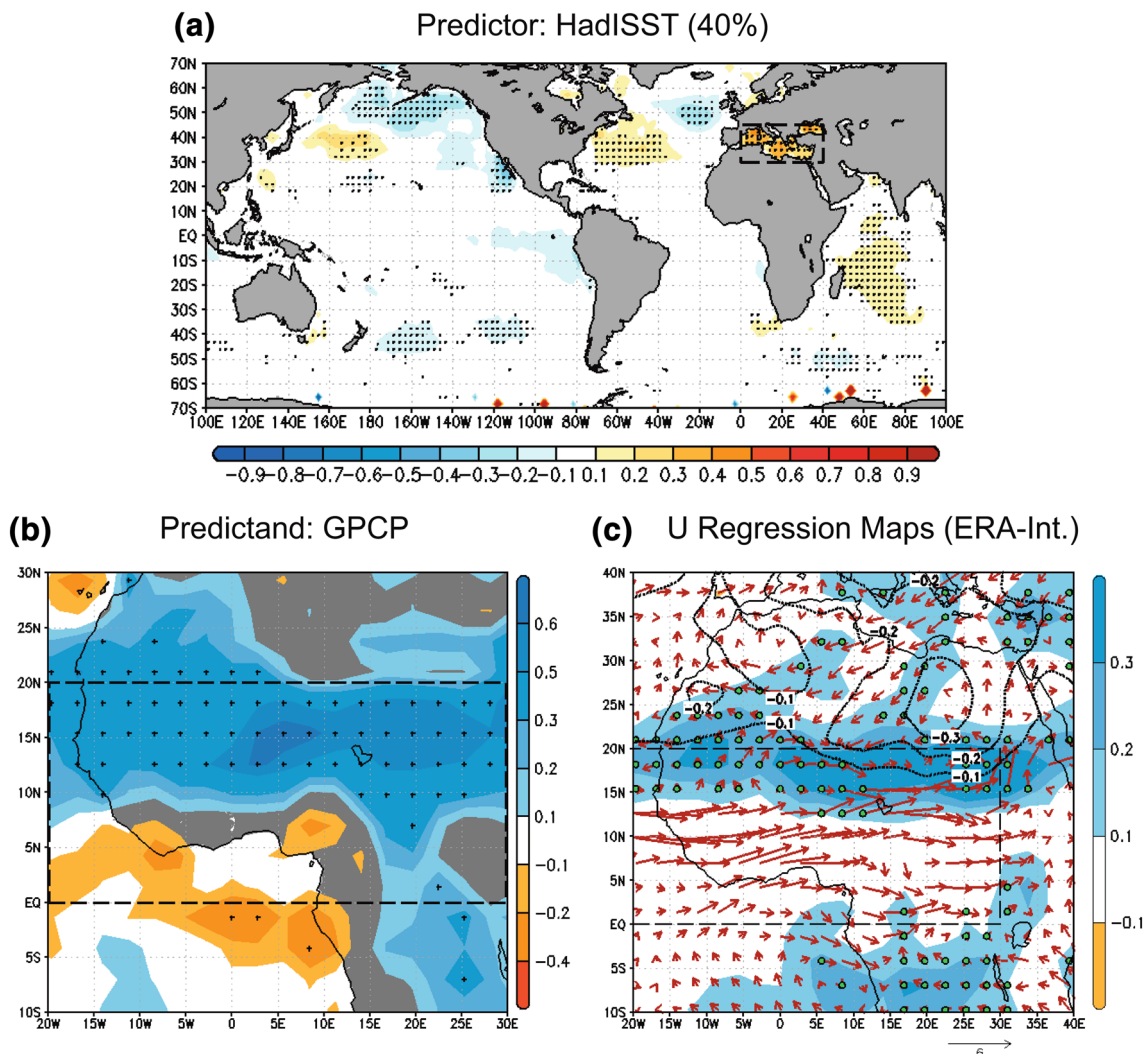 (a) Predictor: HadISST (40%)
70N
60N
50N
40N
30N
20N
10N
EQ
10S
20S
30S
40S
50S
60S
70S
100E 120E 140E 160E 180 160W 140W 120W 100W 80W 60W 40W 20W 0 20E 40E 60E 80E 100E
-0.9 -0.8 -0.7 -0.6 -0.5 -0.4 -0.3 -0.2 -0.1 0.1 0.2 0.3 0.4 0.5 0.6 0.7 0.8 0.9
(b) Predictand: GPCP
30N
25N
20N
15N
10N
5N
EQ
5S
10S
20W 15W 10W 5W 0 5E 10E 15E 20E 25E 30E
0.6
0.5
0.3
0.2
0.1
-0.1
-0.2
-0.4
(c) U Regression Maps (ERA-Int.)
40N
35N
30N
25N
20N
15N
10N
5N
EQ
5S
10S
20W 15W 10W 5W 0 5E 10E 15E 20E 25E 30E 35E 40E
-0.2
-0.2
-0.1
-0.2
-0.1
-0.3
-0.2
-0.1
0.3
0.2
0.1
-0.1
6